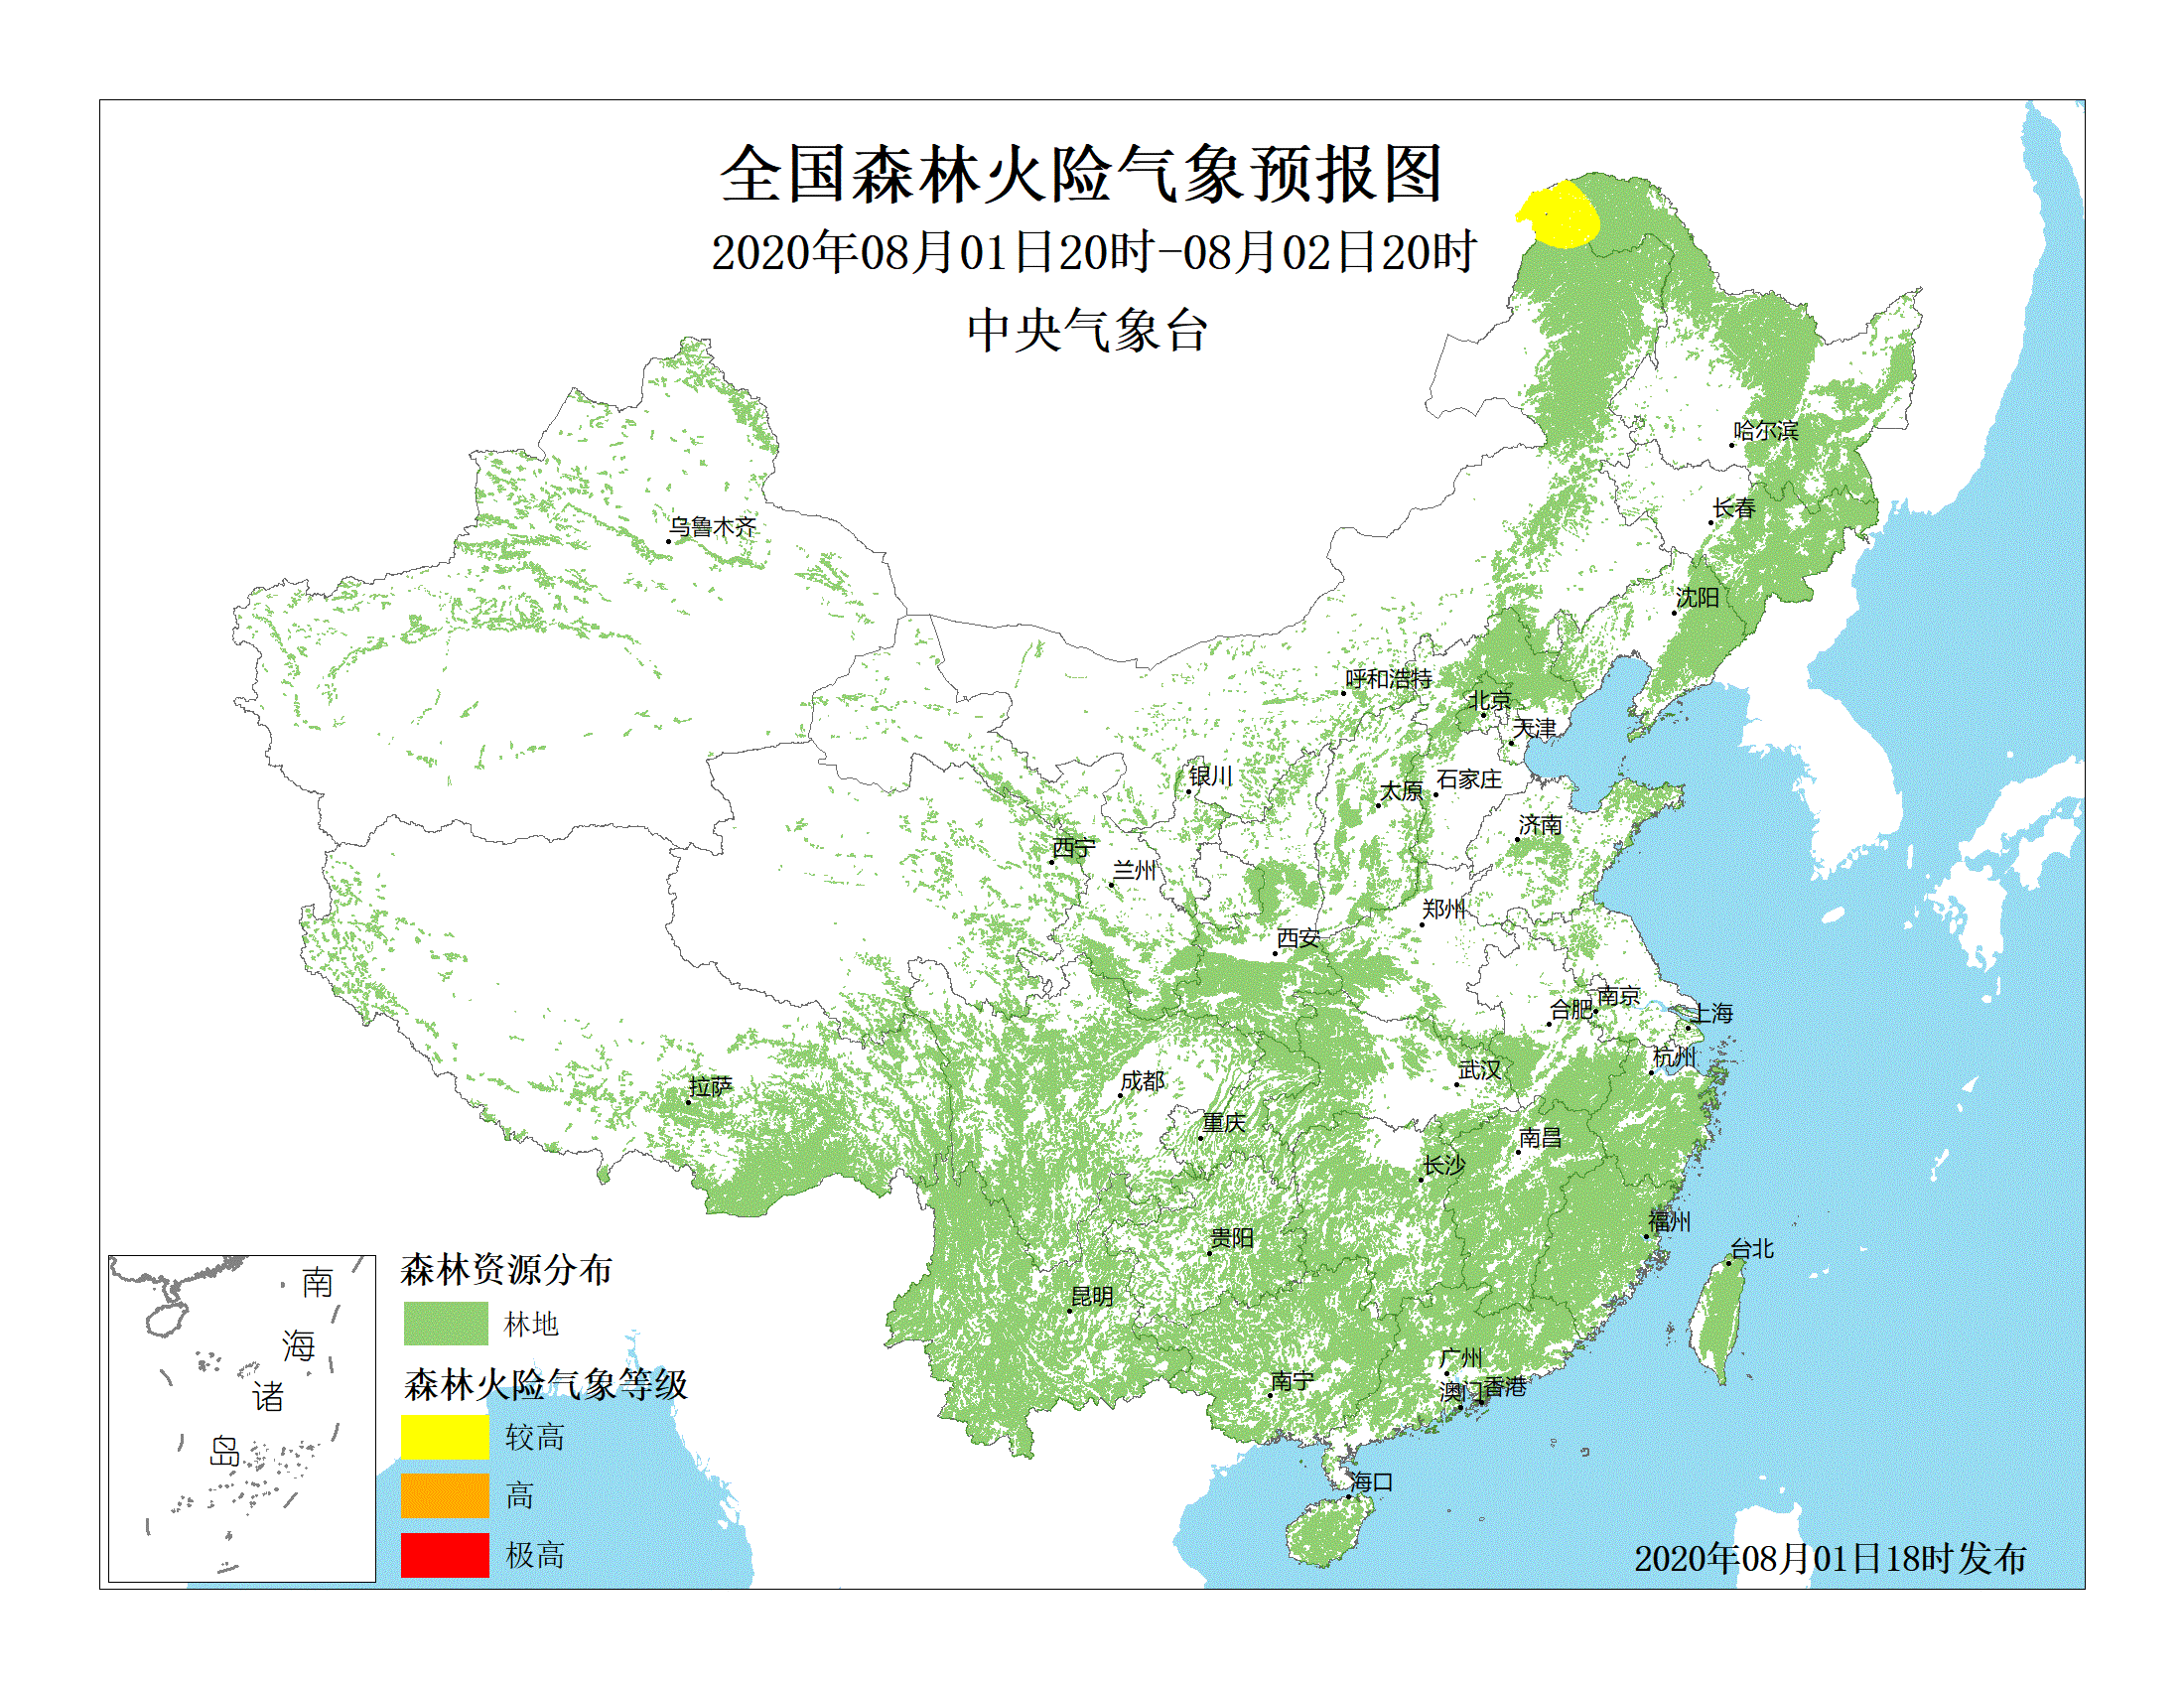 全国森林火险气象预报图
2020年08月01日20时-08月02日20时
中央气象台
哈尔滨
长春
乌鲁木齐
沈阳
呼和浩特
北京
天津
银川
石家庄
太原
济南
西宁
兰州
郑州
西安
南京
合肥
上海
杭州
武汉
成都
拉萨
重庆
南昌
长沙
福州
贵阳
台北
昆明
广州
南宁
澳门
香港
海口
南
海
诸
岛
森林资源分布
林地
森林火险气象等级
较高
高
极高
2020年08月01日18时发布